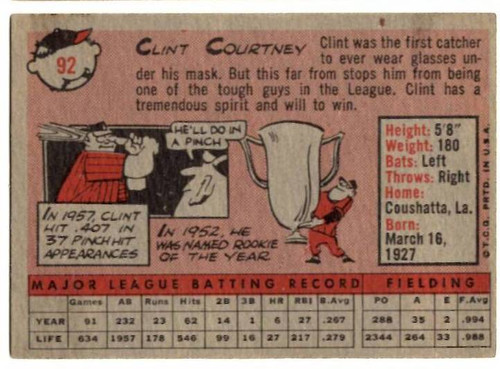 92
CLINT COURTNEY
Clint was the first catcher
to ever wear glasses un-
der his mask. But this far from stops him from being
one of the tough guys in the League. Clint has a
tremendous spirit and will to win.
HE'LL DO IN
A PINCH
IN 1957, CLINT
HIT .407 IN
37 PINCH HIT
APPEARANCES
IN 1952, HE
WAS NAMED ROOKIE
OF THE YEAR
Height: 5'8"
Weight: 180
Bats: Left
Throws: Right
Home:
Coushatta, La.
Born:
March 16,
1927
© T.C.G. PRTD. IN U.S.A.
MAJOR LEAGUE BATTING RECORD FIELDING
Games AB Runs Hits 2B 3B HR RBI B.Avg PO A E F.Avg
YEAR 91 232 23 62 14 1 6 27 .267 288 35 2 .994
LIFE 634 1957 178 546 99 16 27 217 .279 2344 264 33 .988